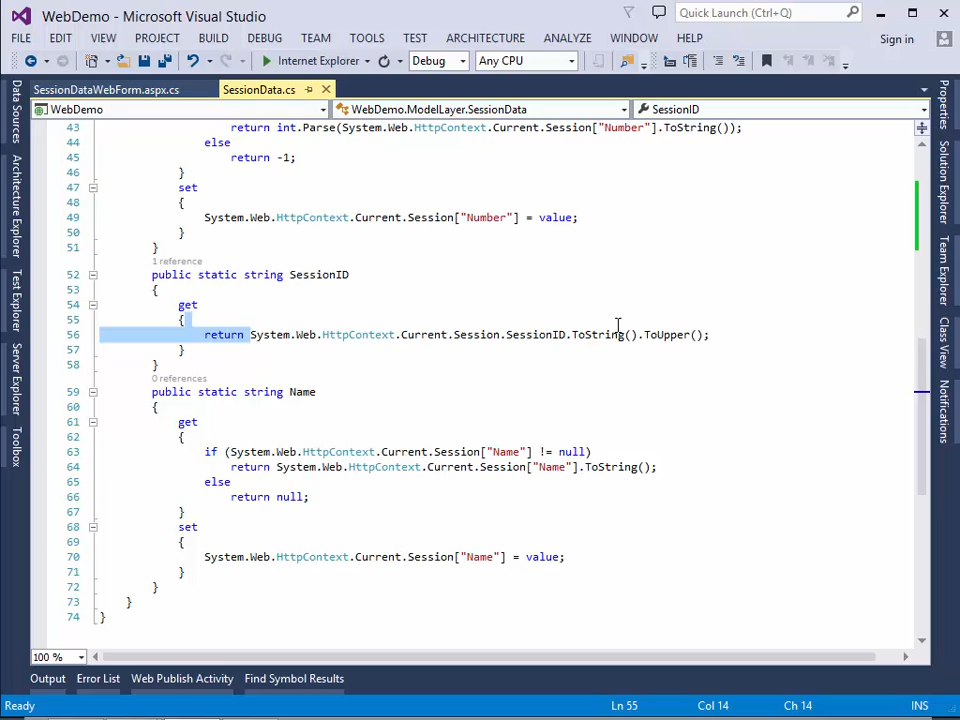 WebDemo - Microsoft Visual Studio
Quick Launch (Ctrl+Q)
FILE EDIT VIEW PROJECT BUILD DEBUG TEAM TOOLS TEST ARCHITECTURE ANALYZE WINDOW HELP Sign in
Internet Explorer Debug Any CPU
SessionDataWebForm.aspx.cs SessionData.cs
WebDemo WebDemo.ModelLayer.SessionData SessionID
43 return int.Parse(System.Web.HttpContext.Current.Session["Number"].ToString());
44 else
45 return -1;
46 }
47 set
48 {
49 System.Web.HttpContext.Current.Session["Number"] = value;
50 }
51 }
1 reference
52 public static string SessionID
53 {
54 get
55 {
56 return System.Web.HttpContext.Current.Session.SessionID.ToString().ToUpper();
57 }
58 }
0 references
59 public static string Name
60 {
61 get
62 {
63 if (System.Web.HttpContext.Current.Session["Name"] != null)
64 return System.Web.HttpContext.Current.Session["Name"].ToString();
65 else
66 return null;
67 }
68 set
69 {
70 System.Web.HttpContext.Current.Session["Name"] = value;
71 }
72 }
73 }
74 }
Data Sources
Architecture Explorer
Test Explorer
Server Explorer
Toolbox
Properties
Solution Explorer
Team Explorer
Class View
Notifications
100 %
Output Error List Web Publish Activity Find Symbol Results
Ready Ln 55 Col 14 Ch 14 INS